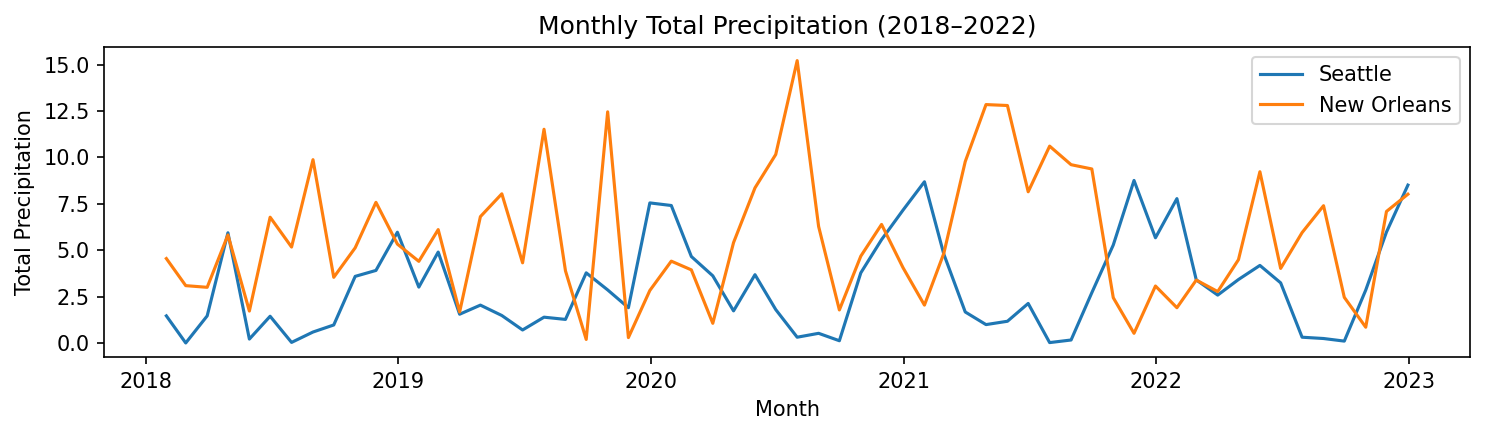 Monthly Total Precipitation (2018–2022)
Seattle
New Orleans
Total Precipitation
15.0
12.5
10.0
7.5
5.0
2.5
0.0
2018
2019
2020
2021
2022
2023
Month